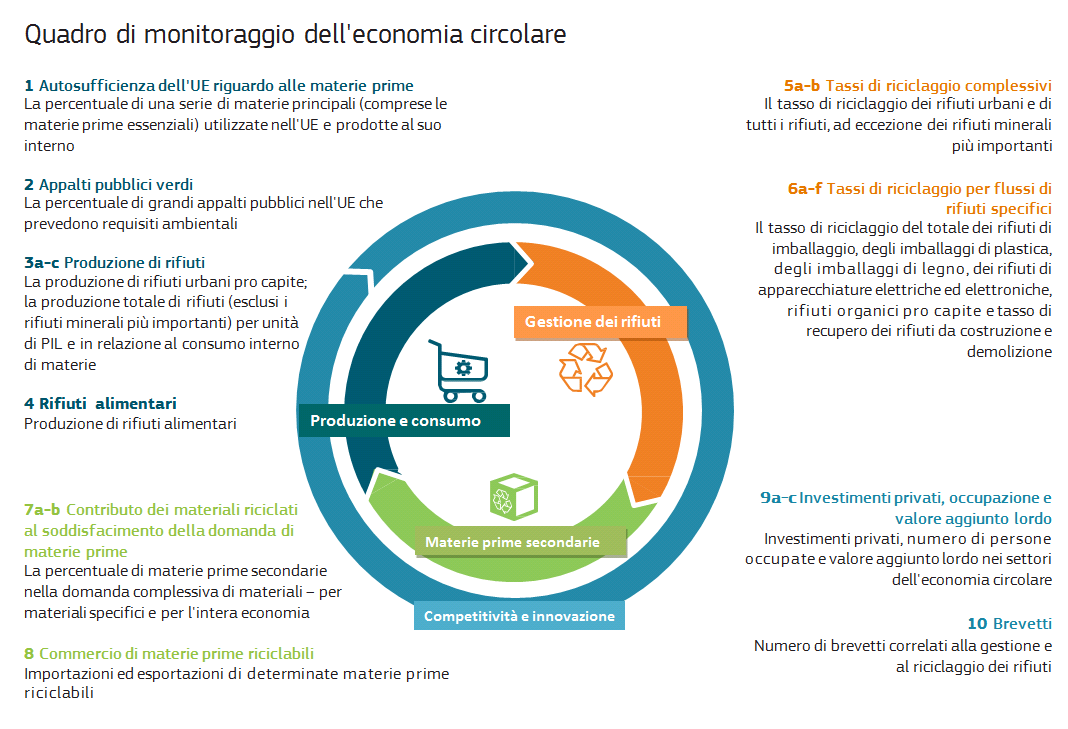 Quadro di monitoraggio dell'economia circolare
1 Autosufficienza dell'UE riguardo alle materie prime
La percentuale di una serie di materie principali (comprese le
materie prime essenziali) utilizzate nell'UE e prodotte al suo
interno
2 Appalti pubblici verdi
La percentuale di grandi appalti pubblici nell'UE che
prevedono requisiti ambientali
3a-c Produzione di rifiuti
La produzione di rifiuti urbani pro capite;
la produzione totale di rifiuti (esclusi i
rifiuti minerali più importanti) per unità
di PIL e in relazione al consumo interno
di materie
4 Rifiuti alimentari
Produzione di rifiuti alimentari
5a-b Tassi di riciclaggio complessivi
Il tasso di riciclaggio dei rifiuti urbani e di
tutti i rifiuti, ad eccezione dei rifiuti minerali
più importanti
6a-f Tassi di riciclaggio per flussi di
rifiuti specifici
Il tasso di riciclaggio del totale dei rifiuti di
imballaggio, degli imballaggi di plastica,
degli imballaggi di legno, dei rifiuti di
apparecchiature elettriche ed elettroniche,
rifiuti organici pro capite e tasso di
recupero dei rifiuti da costruzione e
demolizione
Gestione dei rifiuti
Produzione e consumo
Materie prime secondarie
Competitività e innovazione
7a-b Contributo dei materiali riciclati
al soddisfacimento della domanda di
materie prime
La percentuale di materie prime secondarie
nella domanda complessiva di materiali – per
materiali specifici e per l'intera economia
8 Commercio di materie prime riciclabili
Importazioni ed esportazioni di determinate materie prime
riciclabili
9a-c Investimenti privati, occupazione e
valore aggiunto lordo
Investimenti privati, numero di persone
occupate e valore aggiunto lordo nei settori
dell'economia circolare
10 Brevetti
Numero di brevetti correlati alla gestione e
al riciclaggio dei rifiuti